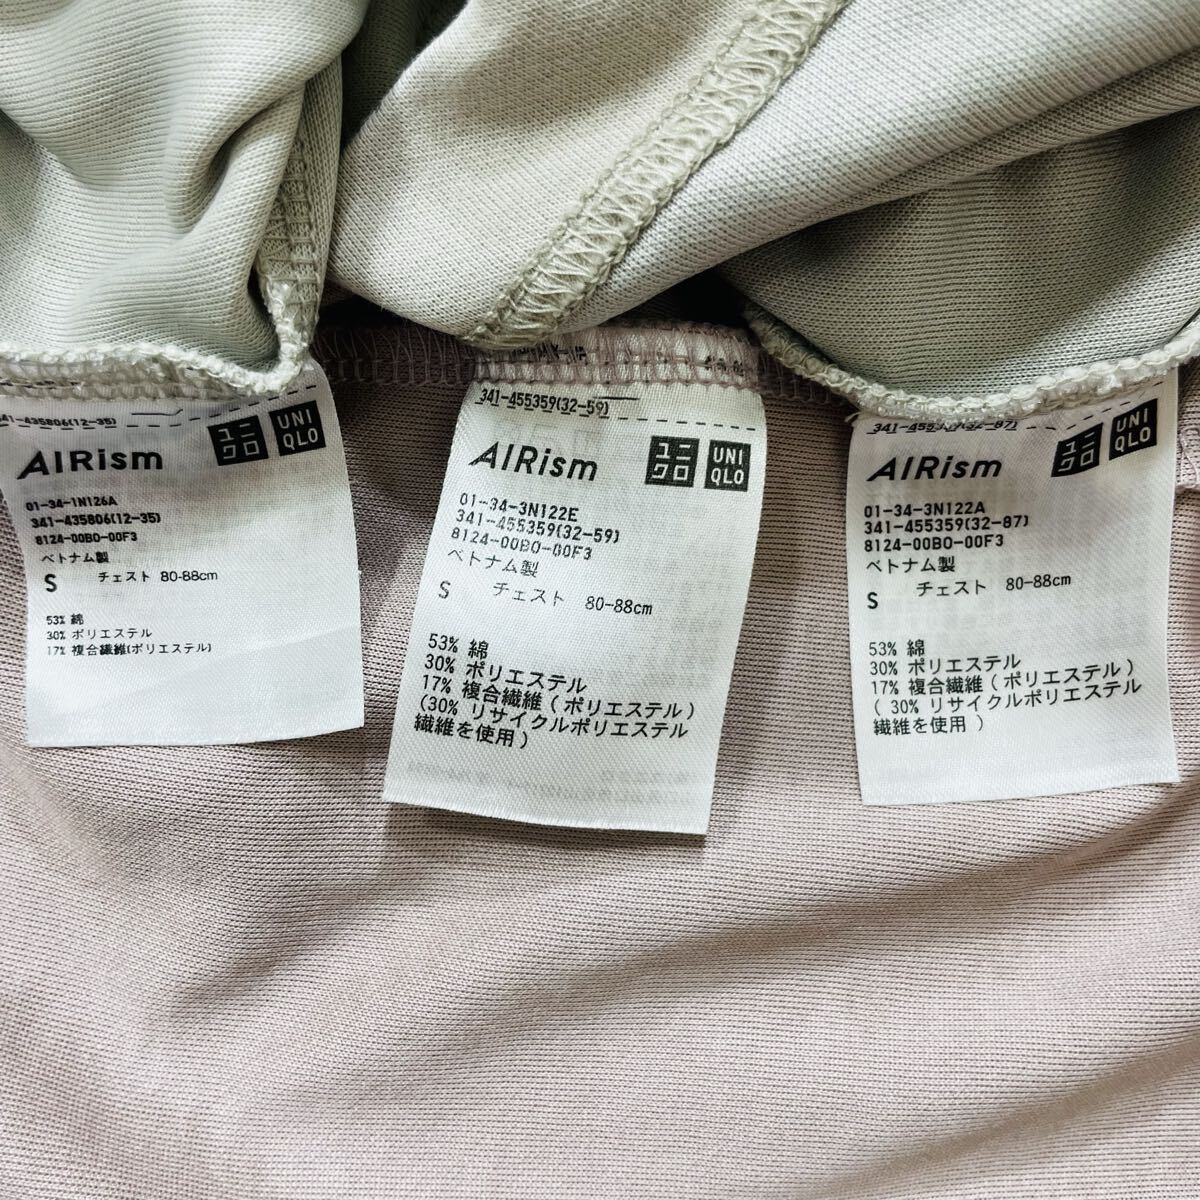 341-435806(12-35)
AIRism
ユニクロ
UNIQLO
01-34-1N126A
341-435806(12-35)
8124-00B0-00F3
ベトナム製
S チェスト 80-88cm
53% 綿
30% ポリエステル
17% 複合繊維(ポリエステル)
341-455359(32-59)
AIRism
ユニクロ
UNIQLO
01-34-3N122E
341-455359(32-59)
8124-00B0-00F3
ベトナム製
S チェスト 80-88cm
53% 綿
30% ポリエステル
17% 複合繊維(ポリエステル)
(30% リサイクルポリエステル
繊維を使用)
AIRism
ユニクロ
UNIQLO
01-34-3N122A
341-455359(32-87)
8124-00B0-00F3
ベトナム製
S チェスト 80-88cm
53% 綿
30% ポリエステル
17% 複合繊維(ポリエステル)
( 30% リサイクルポリエステル
繊維を使用 )